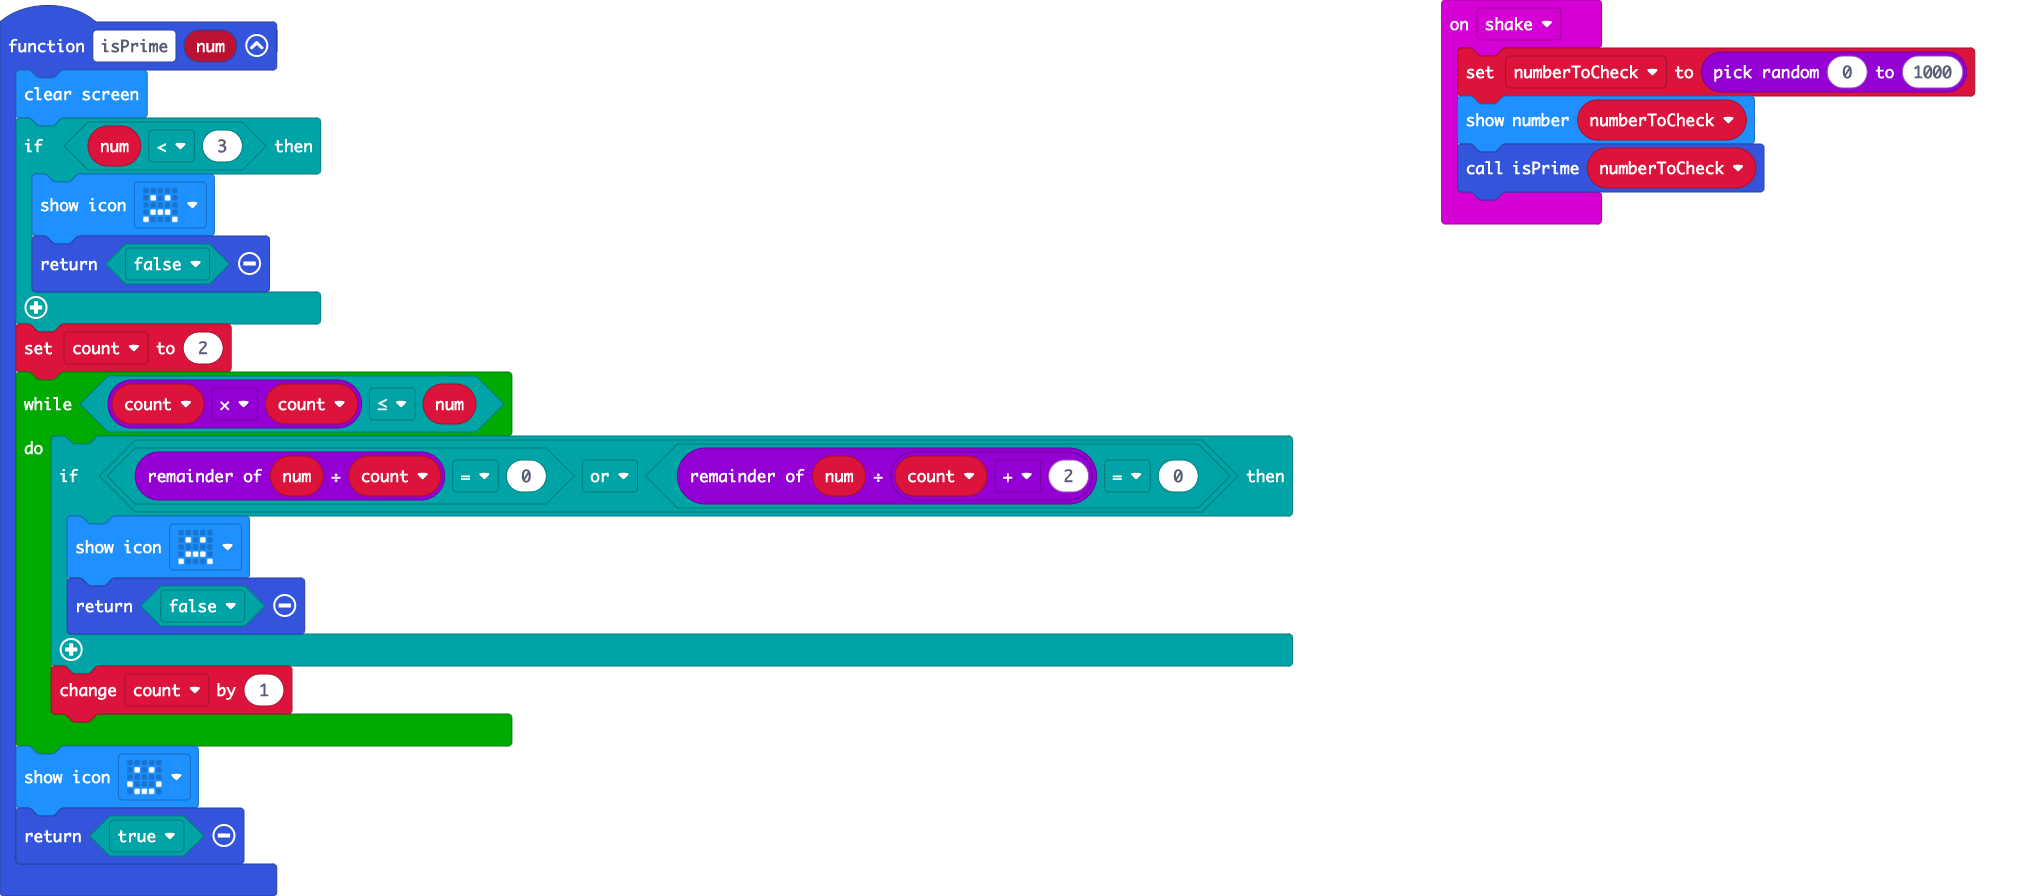 function isPrime num
clear screen
if num < 3 then
show icon
return false
set count to 2
while count × count ≤ num
do
if remainder of num ÷ count = 0 or remainder of num ÷ count + 2 = 0 then
show icon
return false
change count by 1
show icon
return true
on shake
set numberToCheck to pick random 0 to 1000
show number numberToCheck
call isPrime numberToCheck